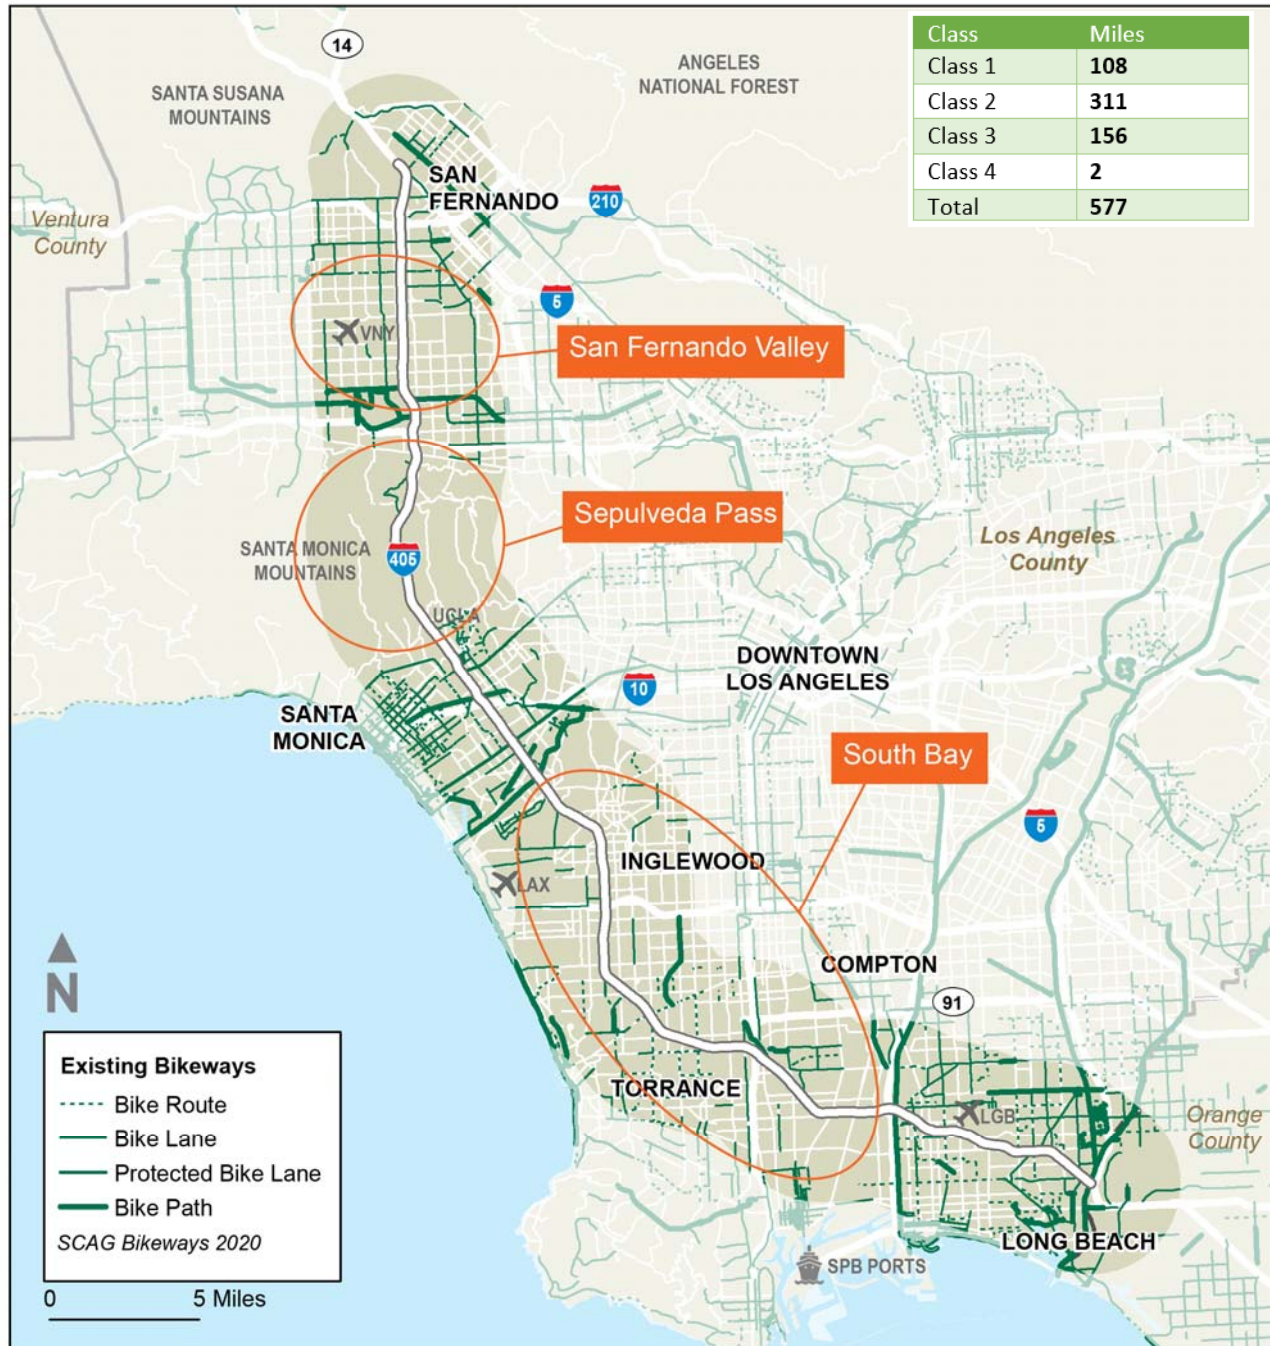 Class Miles
Class 1 108
Class 2 311
Class 3 156
Class 4 2
Total 577
14
ANGELES
NATIONAL FOREST
SANTA SUSANA
MOUNTAINS
SAN
FERNANDO
210
Ventura
County
5
VNY
San Fernando Valley
Sepulveda Pass
SANTA MONICA
MOUNTAINS
405
Los Angeles
County
UCLA
DOWNTOWN
LOS ANGELES
10
SANTA
MONICA
South Bay
5
INGLEWOOD
LAX
COMPTON
N
91
TORRANCE
LGB
Orange
County
LONG BEACH
SPB PORTS
Existing Bikeways
Bike Route
Bike Lane
Protected Bike Lane
Bike Path
SCAG Bikeways 2020
0 5 Miles